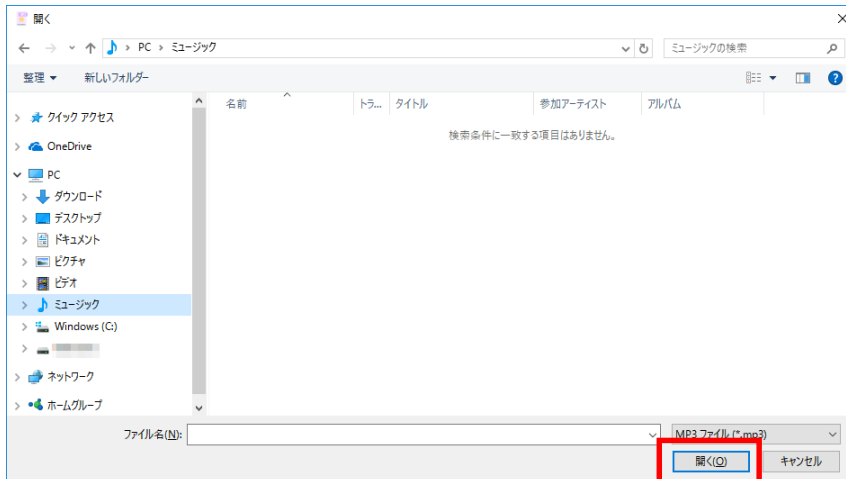 開く
PC › ミュージック
ミュージックの検索
整理 新しいフォルダー
名前 トラ... タイトル 参加アーティスト アルバム
検索条件に一致する項目はありません。
クイック アクセス
OneDrive
PC
ダウンロード
デスクトップ
ドキュメント
ピクチャ
ビデオ
ミュージック
Windows (C:)
ネットワーク
ホームグループ
ファイル名(N):
MP3 ファイル (*.mp3)
開く(O) キャンセル